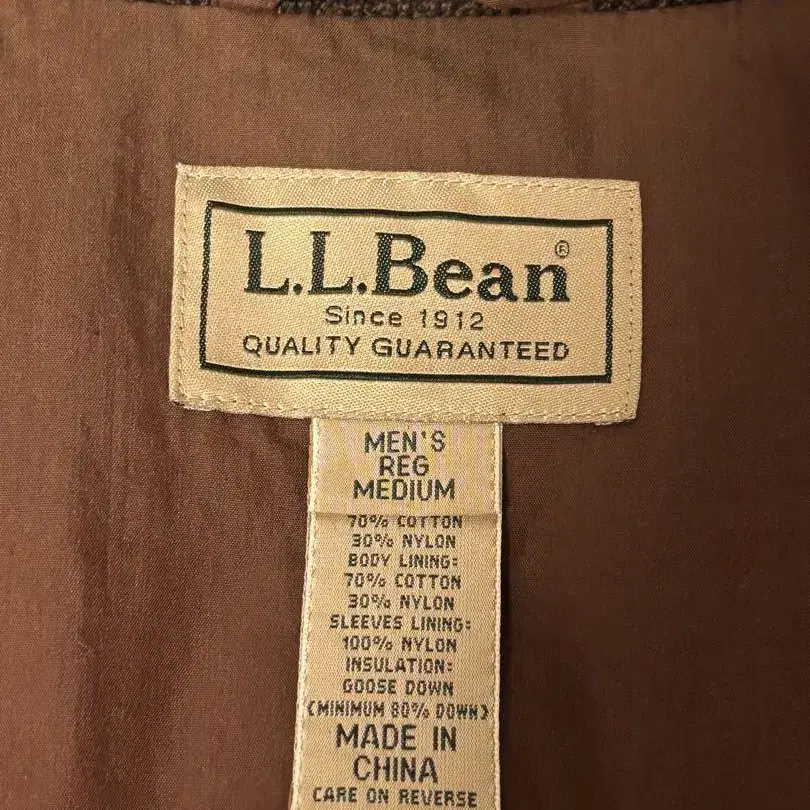 L.L.Bean®
Since 1912
QUALITY GUARANTEED
MEN'S
REG
MEDIUM
70% COTTON
30% NYLON
BODY LINING:
70% COTTON
30% NYLON
SLEEVES LINING:
100% NYLON
INSULATION:
GOOSE DOWN
(MINIMUM 80% DOWN)
MADE IN
CHINA
CARE ON REVERSE